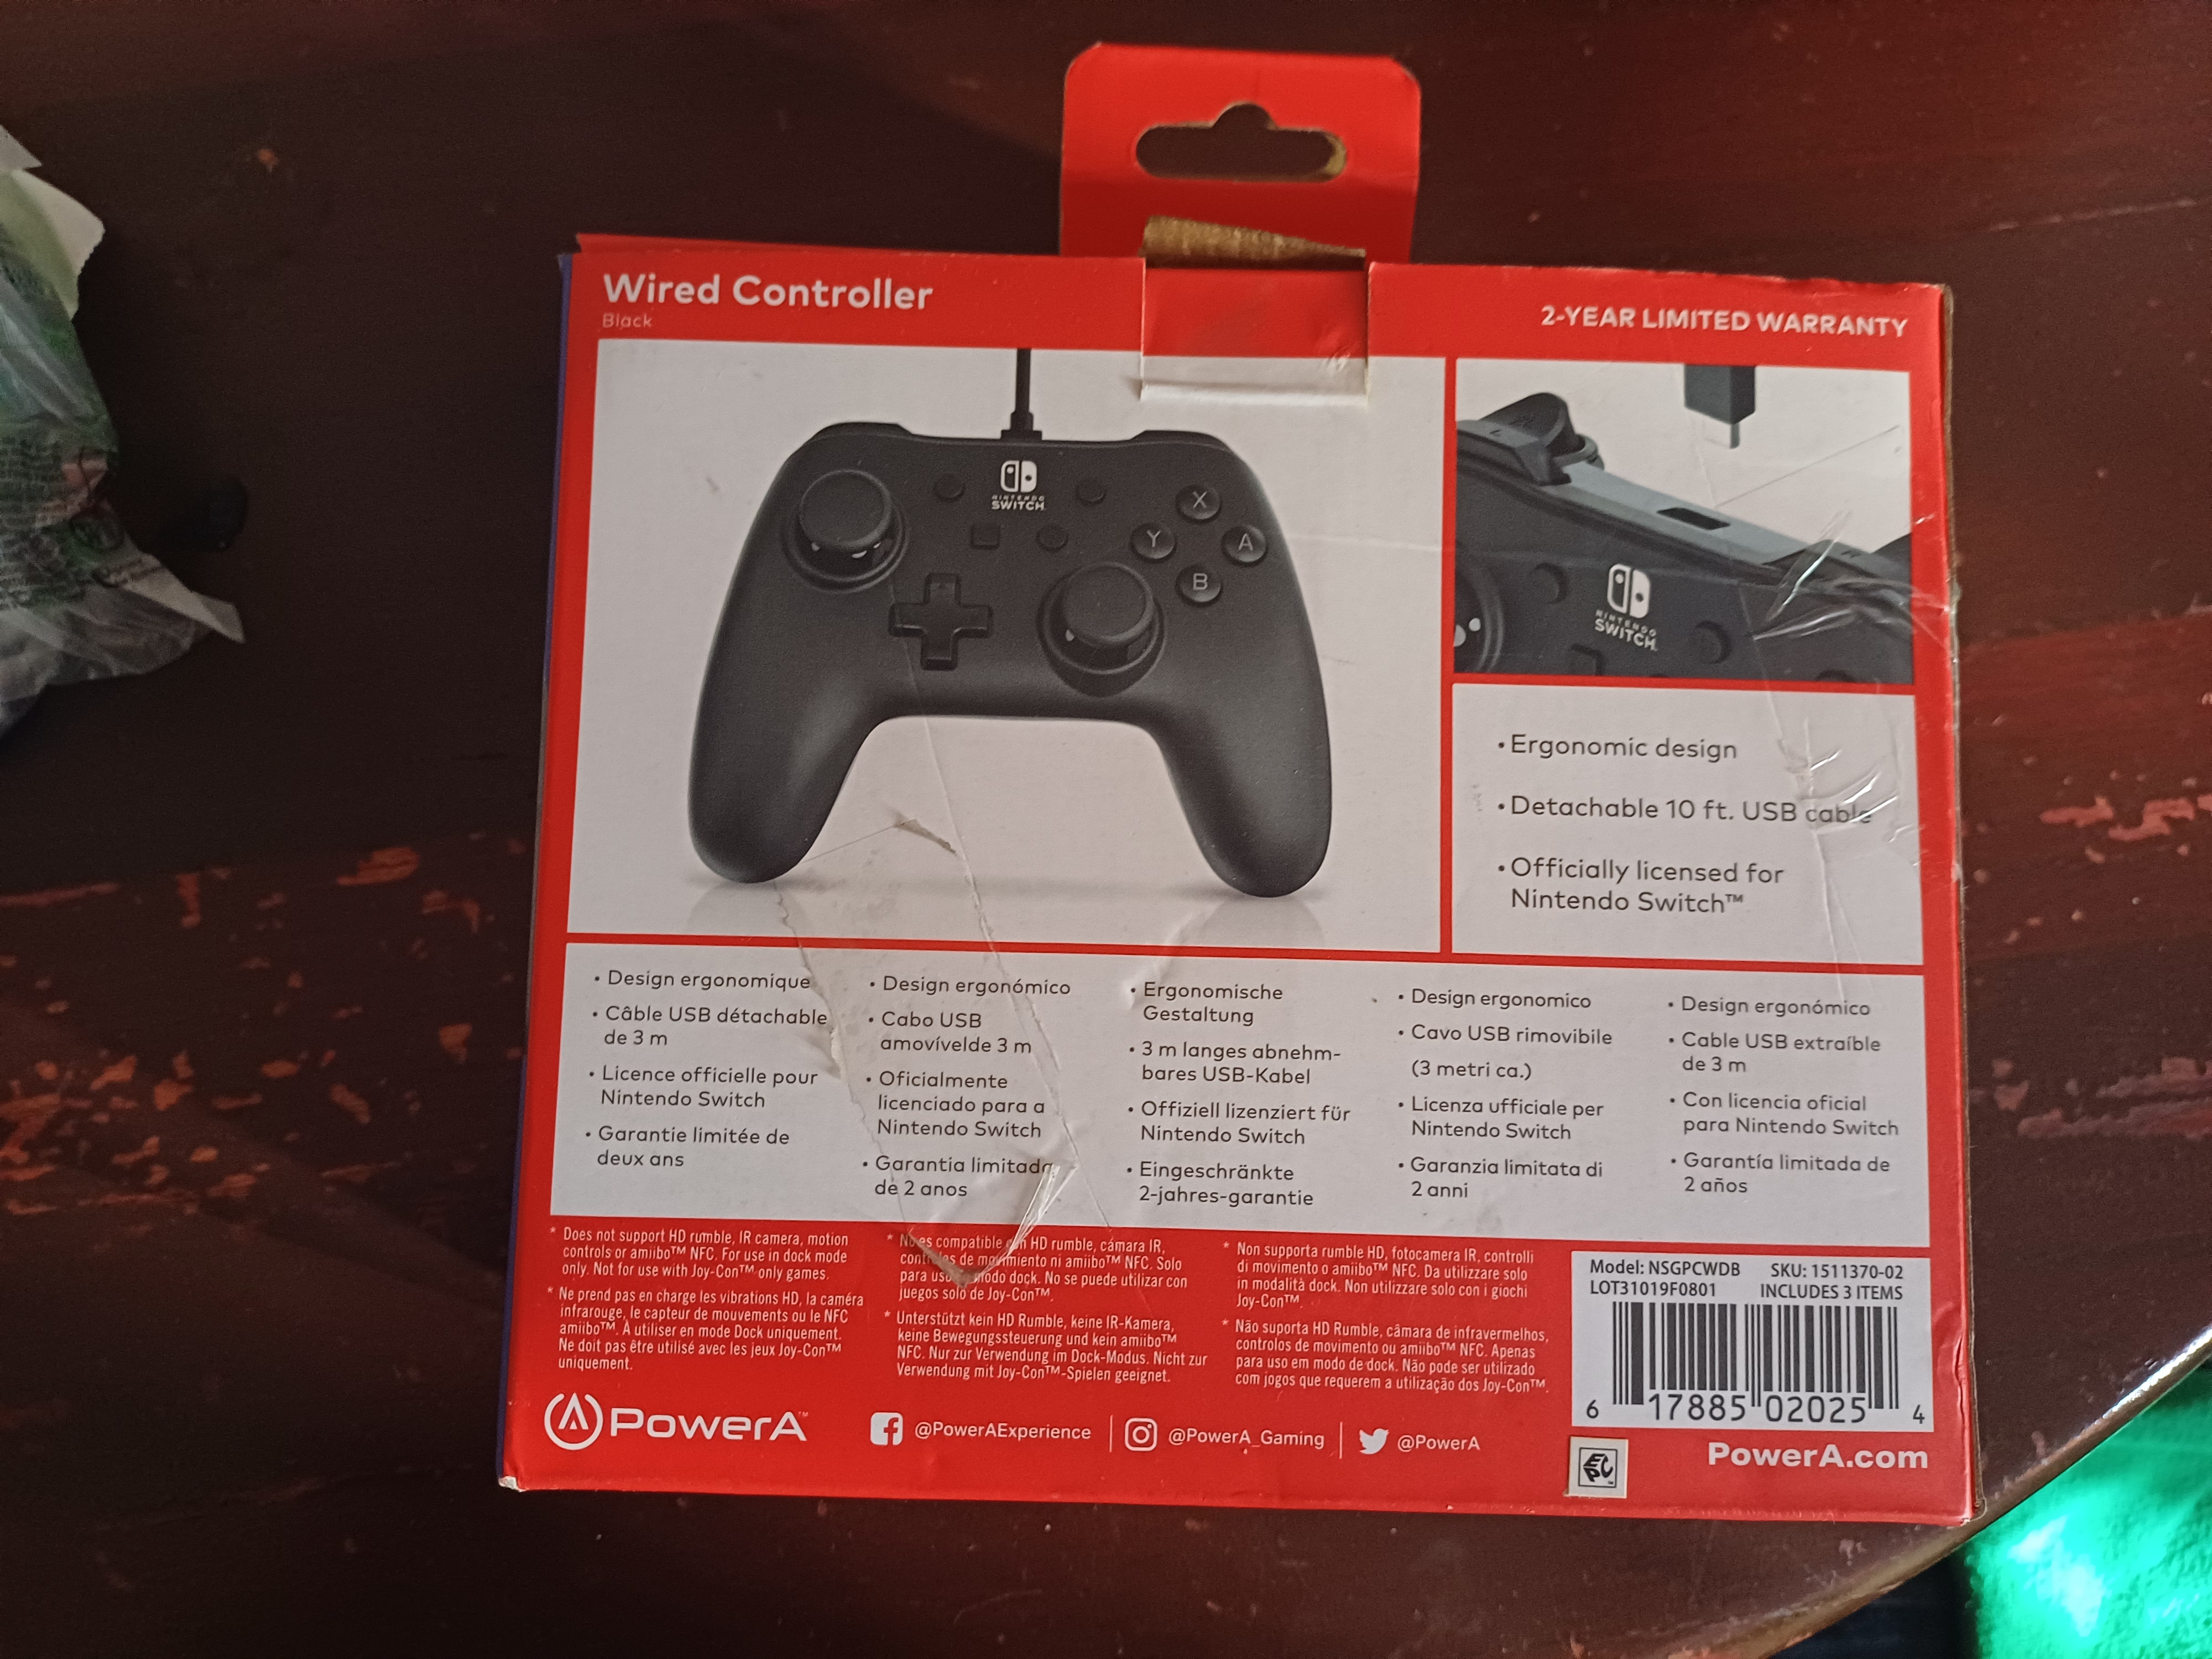 Wired Controller
Black
2-YEAR LIMITED WARRANTY
NINTENDO
SWITCH
X
Y
A
B
L
NINTENDO
SWITCH
• Ergonomic design
• Detachable 10 ft. USB cable
• Officially licensed for
Nintendo Switch™
• Design ergonomique
• Câble USB détachable
de 3 m
• Licence officielle pour
Nintendo Switch
• Garantie limitée de
deux ans
• Design ergonómico
• Cabo USB
amovívelde 3 m
• Oficialmente
licenciado para a
Nintendo Switch
• Garantia limitada
de 2 anos
• Ergonomische
Gestaltung
• 3 m langes abnehm-
bares USB-Kabel
• Offiziell lizenziert für
Nintendo Switch
• Eingeschränkte
2-jahres-garantie
• Design ergonomico
• Cavo USB rimovibile
(3 metri ca.)
• Licenza ufficiale per
Nintendo Switch
• Garanzia limitata di
2 anni
• Design ergonómico
• Cable USB extraíble
de 3 m
• Con licencia oficial
para Nintendo Switch
• Garantía limitada de
2 años
* Does not support HD rumble, IR camera, motion
controls or amiibo™ NFC. For use in dock mode
only. Not for use with Joy-Con™ only games.
* Ne prend pas en charge les vibrations HD, la caméra
infrarouge, le capteur de mouvements ou le NFC
amiibo™. À utiliser en mode Dock uniquement.
Ne doit pas être utilisé avec les jeux Joy-Con™
uniquement.
* No es compatible con HD rumble, cámara IR,
controles de movimiento ni amiibo™ NFC. Solo
para uso modo dock. No se puede utilizar con
juegos solo de Joy-Con™.
* Unterstützt kein HD Rumble, keine IR-Kamera,
keine Bewegungssteuerung und kein amiibo™
NFC. Nur zur Verwendung im Dock-Modus. Nicht zur
Verwendung mit Joy-Con™-Spielen geeignet.
* Non supporta rumble HD, fotocamera IR, controlli
di movimento o amiibo™ NFC. Da utilizzare solo
in modalità dock. Non utilizzare solo con i giochi
Joy-Con™.
* Não suporta HD Rumble, câmara de infravermelhos,
controlos de movimento ou amiibo™ NFC. Apenas
para uso em modo de dock. Não pode ser utilizado
com jogos que requerem a utilização dos Joy-Con™.
Model: NSGPCWDB SKU: 1511370-02
LOT31019F0801 INCLUDES 3 ITEMS
6 17885 02025 4
PowerA™
@PowerAExperience
@PowerA_Gaming
@PowerA
EPC
PowerA.com